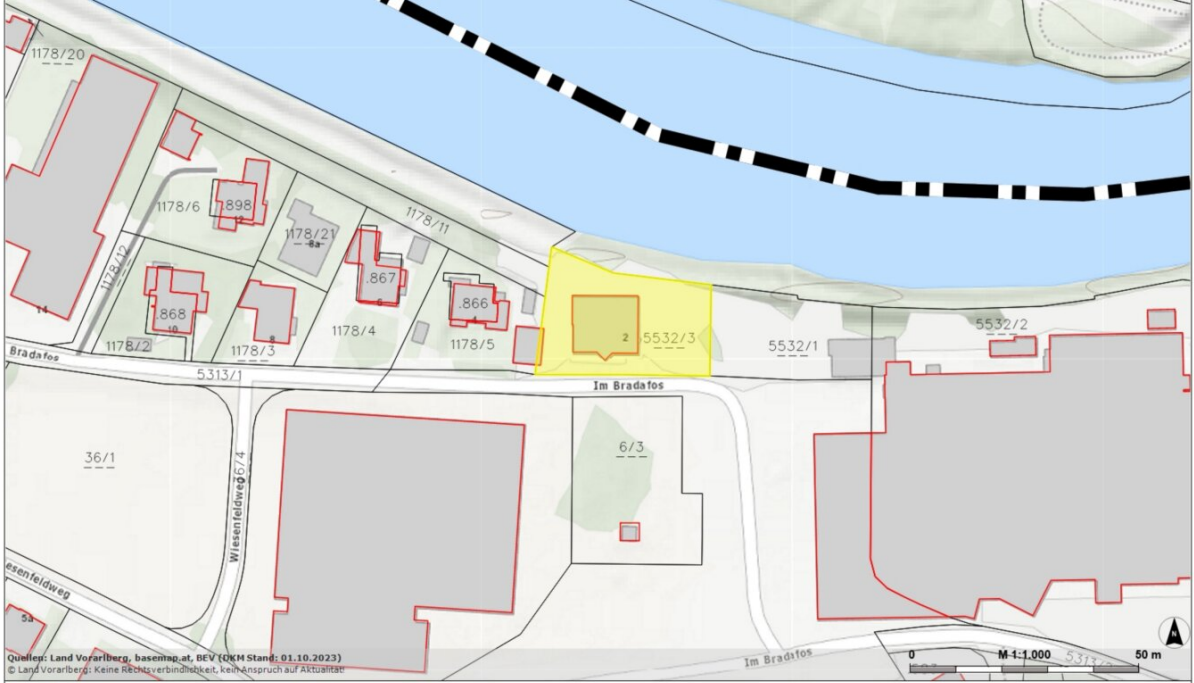 1178/20
1178/6
.898
12
1178/21
8a
1178/11
1178/12
.867
6
.868
10
.866
4
14
1178/2
1178/3
8
1178/4
1178/5
2
5532/3
5532/1
5532/2
Bradafos
5313/1
Im Bradafos
36/1
36/4
Wiesenfeldweg
6/3
esenfeldweg
5a
Im Bradafos
5313/
Quellen: Land Vorarlberg, basemap.at, BEV (DKM Stand: 01.10.2023)
© Land Vorarlberg: Keine Rechtsverbindlichkeit, kein Anspruch auf Aktualität!
N
0 M 1:1.000 50 m